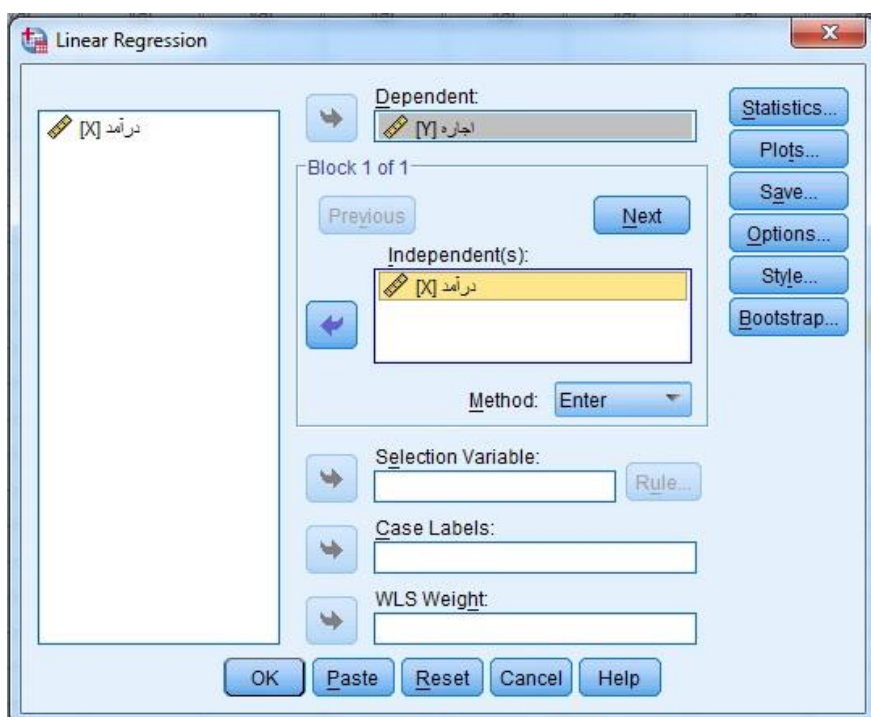 Linear Regression
درآمد [X]
Dependent:
اجاره [Y]
Block 1 of 1
Previous
Next
Independent(s):
درآمد [X]
Method: Enter
Selection Variable:
Rule...
Case Labels:
WLS Weight:
Statistics...
Plots...
Save...
Options...
Style...
Bootstrap...
OK Paste Reset Cancel Help